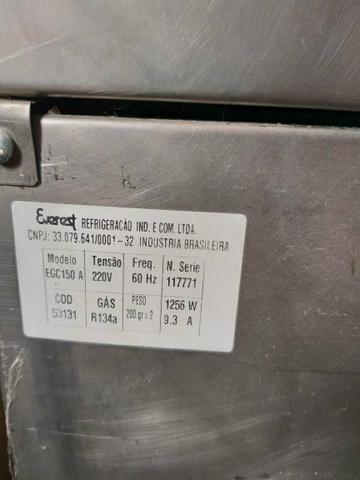 Everest REFRIGERAÇÃO IND. E COM. LTDA.
CNPJ: 33.079.641/0001-32 INDUSTRIA BRASILEIRA
Modelo Tensão Freq. N. Serie
EGC150 A 220V 60 Hz 117771
COD GÁS PESO 1256 W
53131 R134a 200 gr x 2 9.3 A